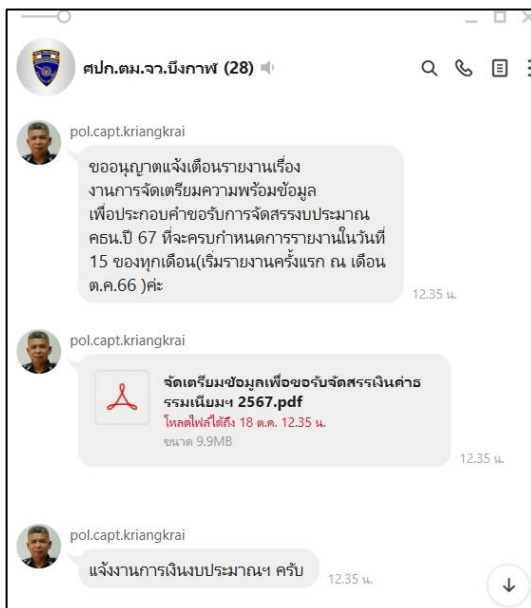 ศปก.ตม.จว.บึงกาฬ (28)
pol.capt.kriangkrai
ขออนุญาตแจ้งเตือนรายงานเรื่อง
งานการจัดเตรียมความพร้อมข้อมูล
เพื่อประกอบคำขอรับการจัดสรรงบประมาณ
คธน.ปี 67 ที่จะครบกำหนดการรายงานในวันที่
15 ของทุกเดือน(เริ่มรายงานครั้งแรก ณ เดือน
ต.ค.66 )ค่ะ
12.35 น.
pol.capt.kriangkrai
จัดเตรียมข้อมูลเพื่อขอรับจัดสรรเงินค่าธ
รรมเนียมฯ 2567.pdf
โหลดไฟล์ได้ถึง 18 ต.ค. 12.35 น.
ขนาด 9.9MB
12.35 น.
pol.capt.kriangkrai
แจ้งงานการเงินงบประมาณฯ ครับ
12.35 น.